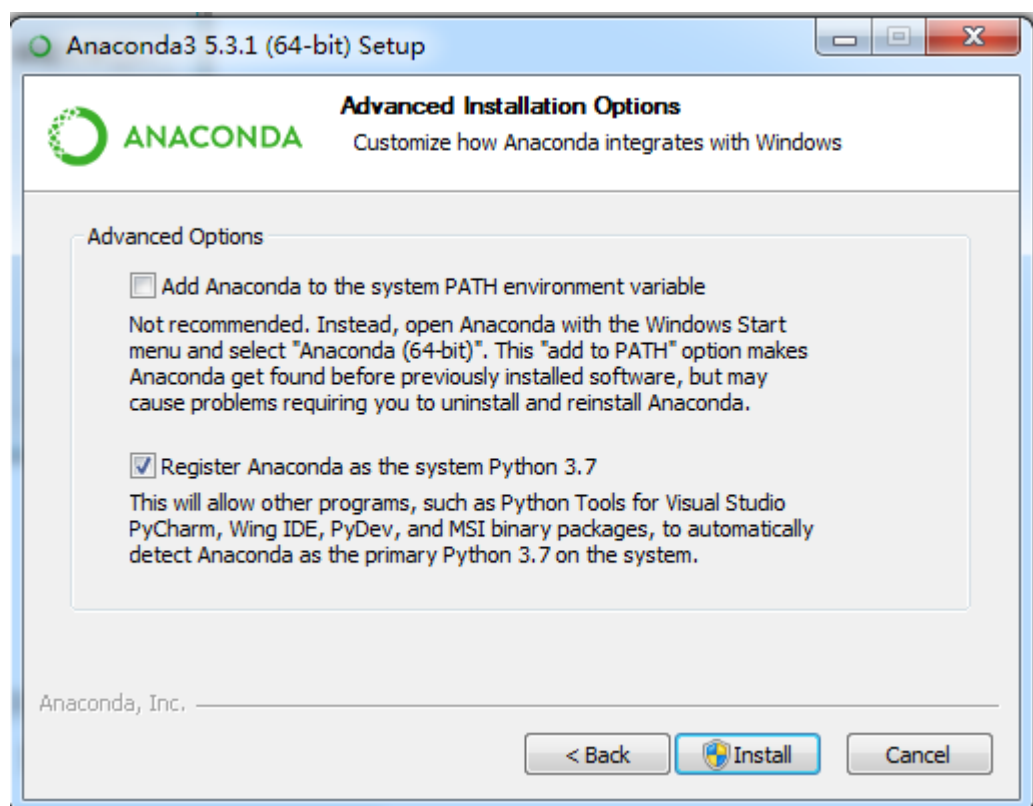 Anaconda3 5.3.1 (64-bit) Setup
ANACONDA
Advanced Installation Options
Customize how Anaconda integrates with Windows
Advanced Options
Add Anaconda to the system PATH environment variable
Not recommended. Instead, open Anaconda with the Windows Start
menu and select "Anaconda (64-bit)". This "add to PATH" option makes
Anaconda get found before previously installed software, but may
cause problems requiring you to uninstall and reinstall Anaconda.
Register Anaconda as the system Python 3.7
This will allow other programs, such as Python Tools for Visual Studio
PyCharm, Wing IDE, PyDev, and MSI binary packages, to automatically
detect Anaconda as the primary Python 3.7 on the system.
Anaconda, Inc.
< Back
Install
Cancel